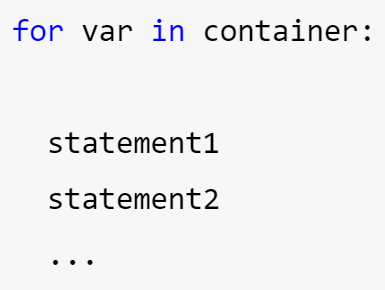 for var in container:
statement1
statement2
...